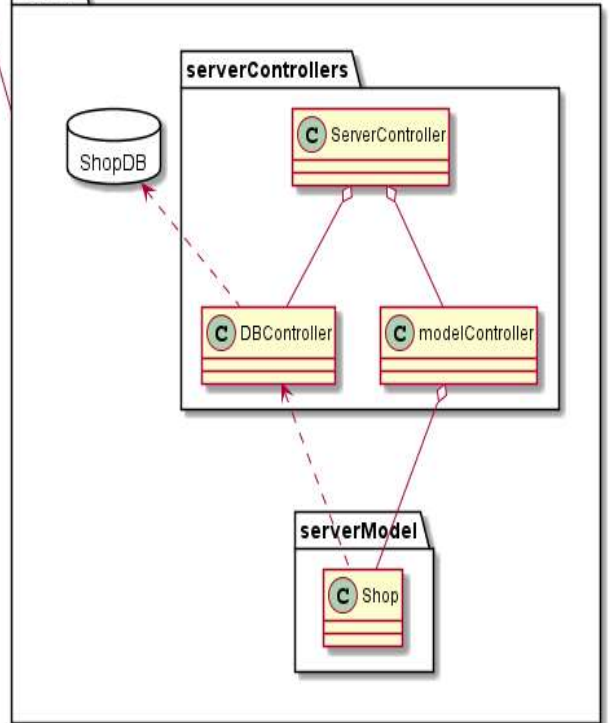 serverControllers
C ServerController
ShopDB
C DBController
C modelController
serverModel
C Shop